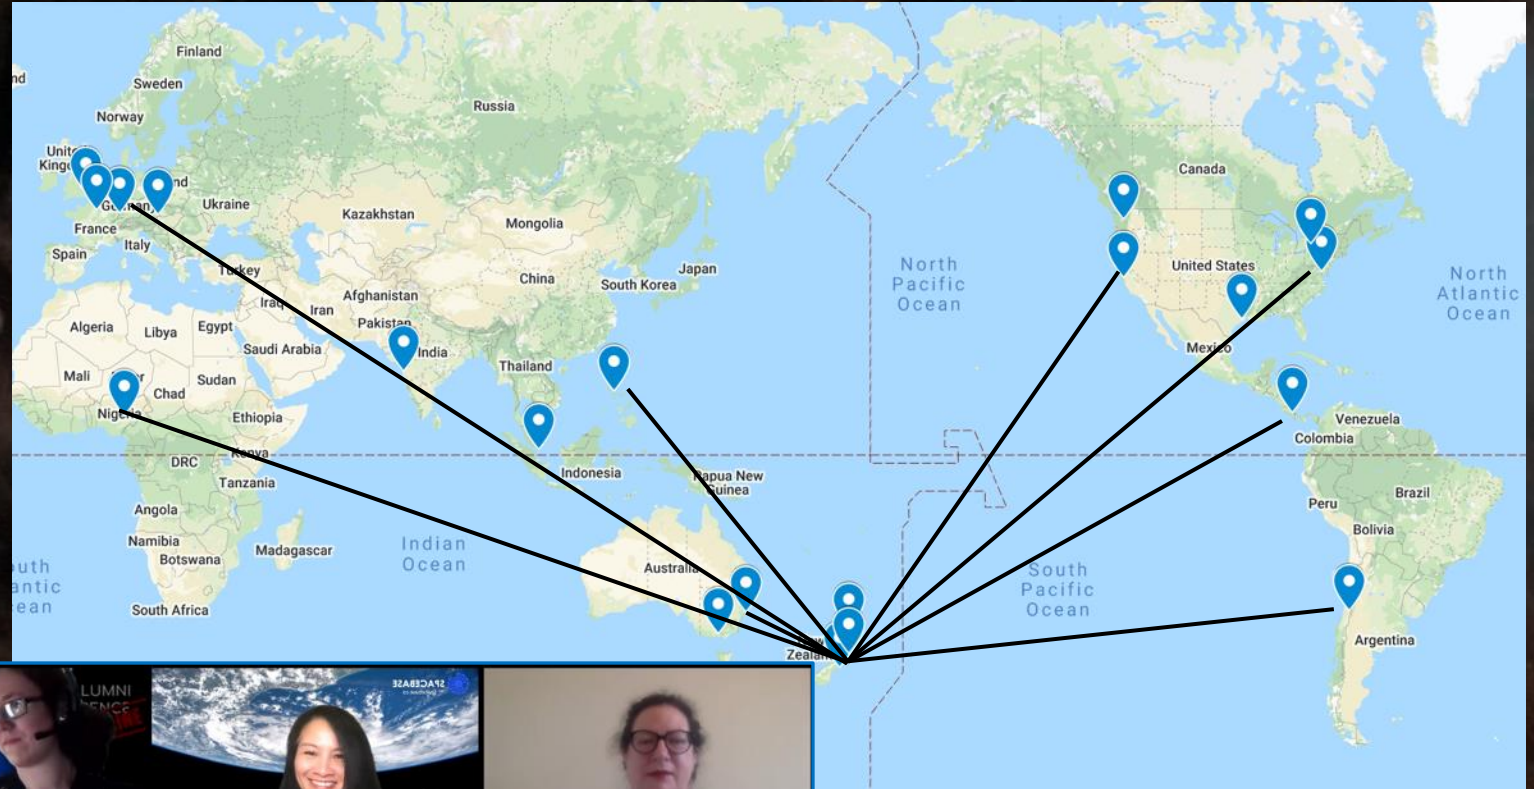 Finland
Sweden
Norway
Russia
Ukraine
France
Italy
Spain
Turkey
Kazakhstan
Mongolia
China
Japan
South Korea
Afghanistan
Iran
Iraq
Pakistan
India
Saudi Arabia
Algeria
Libya
Egypt
Mali
Chad
Sudan
Nigeria
Ethiopia
Thailand
DRC
Kenya
Tanzania
Angola
Namibia
Botswana
Madagascar
South Africa
Indonesia
Papua New
Guinea
Indian
Ocean
Australia
North
Pacific
Ocean
South
Pacific
Ocean
Canada
United States
Mexico
North
Atlantic
Ocean
Venezuela
Colombia
Peru
Brazil
Bolivia
Argentina
LUMNI
SPACEBASE